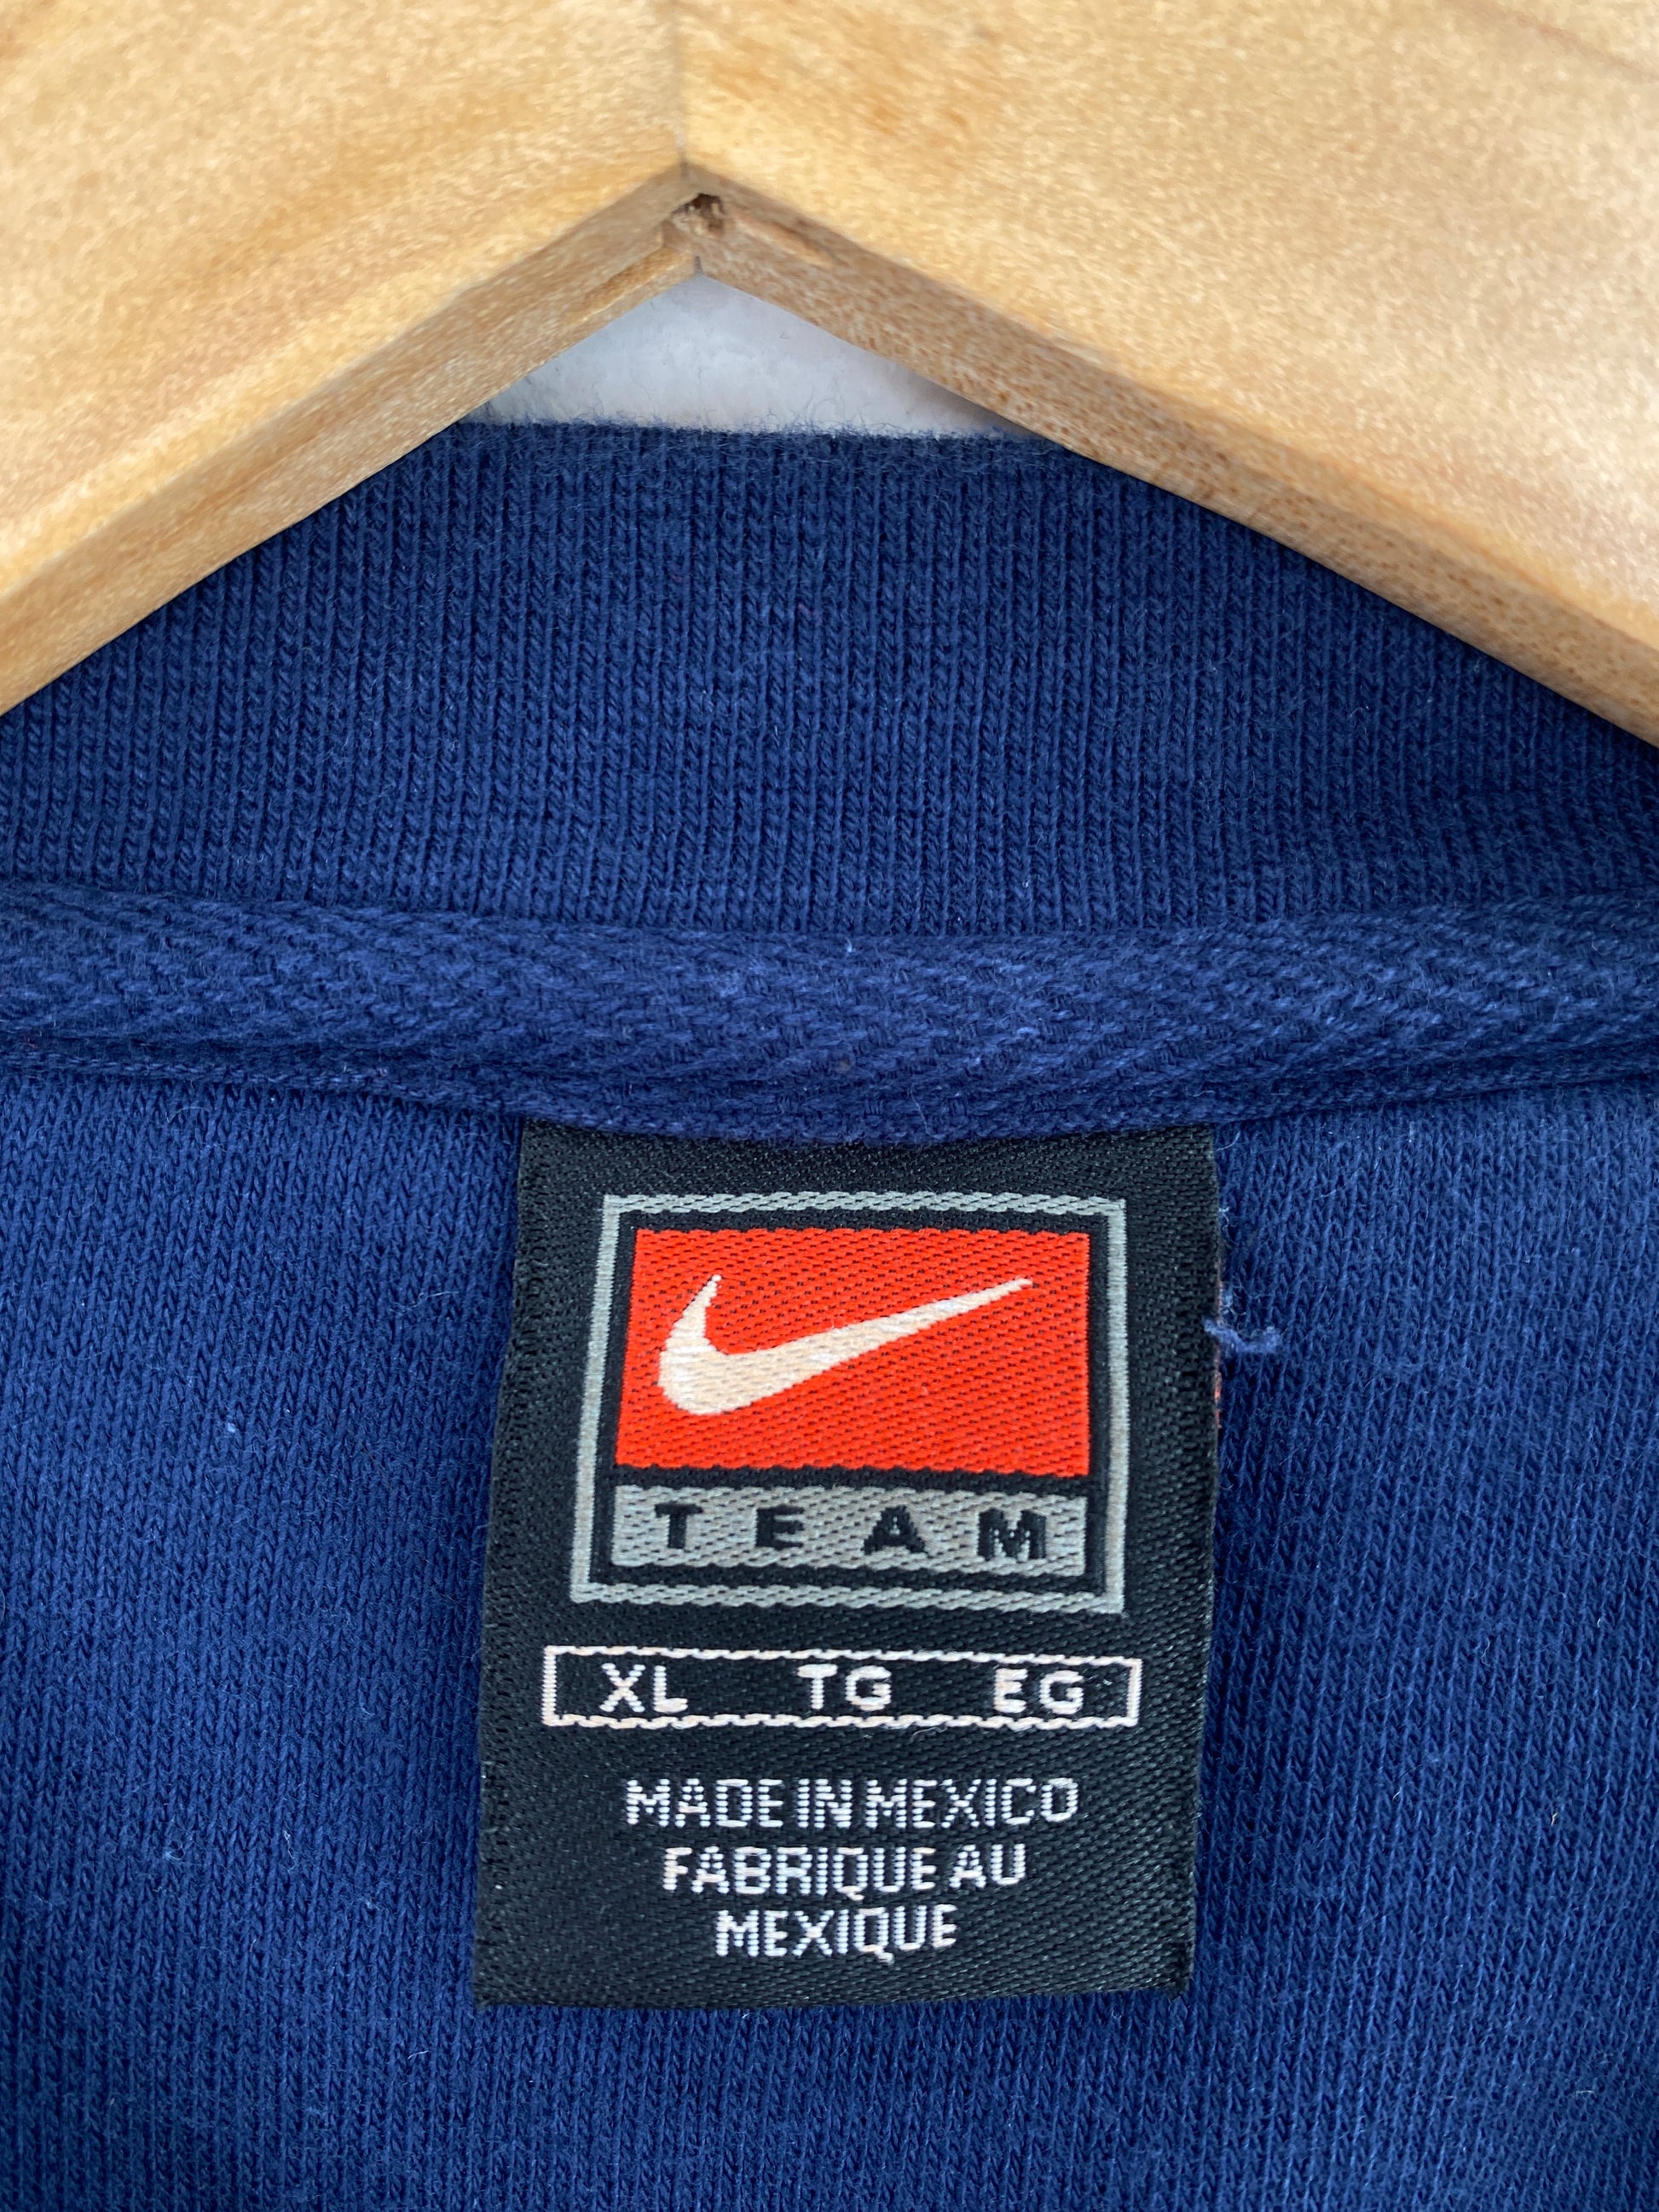 TEAM
XL TG EG
MADE IN MEXICO
FABRIQUE AU
MEXIQUE